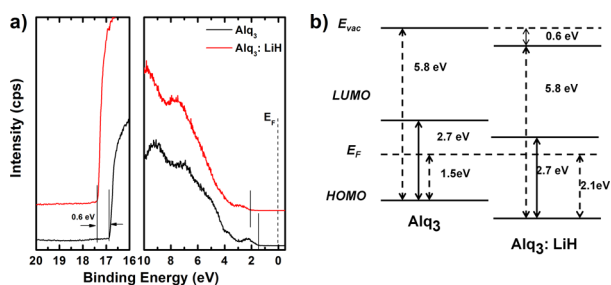 a)
Alq3
Alq3: LiH
EF
0.6 eV
Intensity (cps)
20 19 18 17 16 10 8 6 4 2 0
Binding Energy (eV)
b)
Evac
0.6 eV
5.8 eV
5.8 eV
LUMO
2.7 eV
EF
1.5eV
2.7 eV
2.1eV
HOMO
Alq3
Alq3: LiH